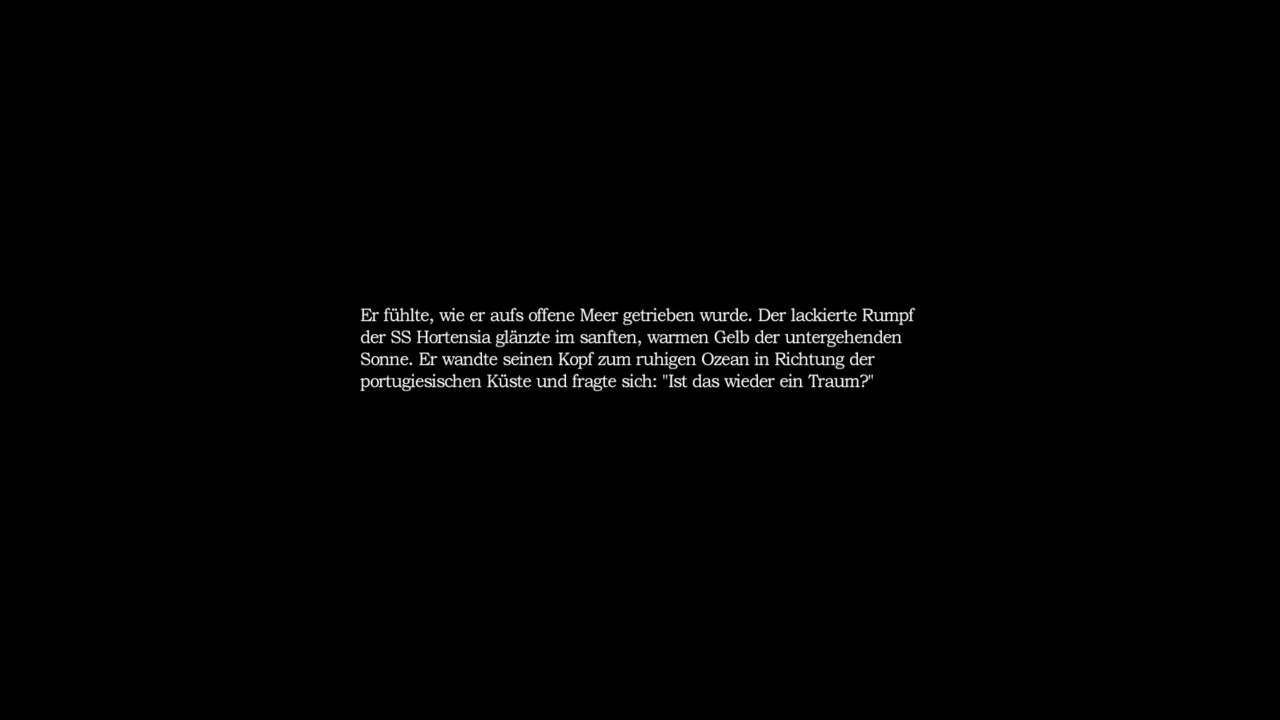 Er fühlte, wie er aufs offene Meer getrieben wurde. Der lackierte Rumpf
der SS Hortensia glänzte im sanften, warmen Gelb der untergehenden
Sonne. Er wandte seinen Kopf zum ruhigen Ozean in Richtung der
portugiesischen Küste und fragte sich: "Ist das wieder ein Traum?"